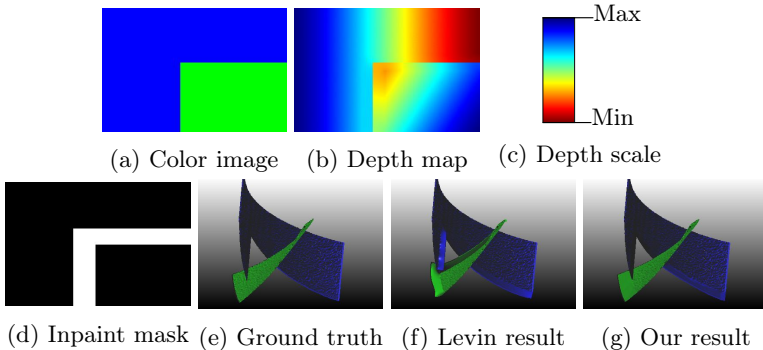 Max
Min
(a) Color image
(b) Depth map
(c) Depth scale
(d) Inpaint mask
(e) Ground truth
(f) Levin result
(g) Our result